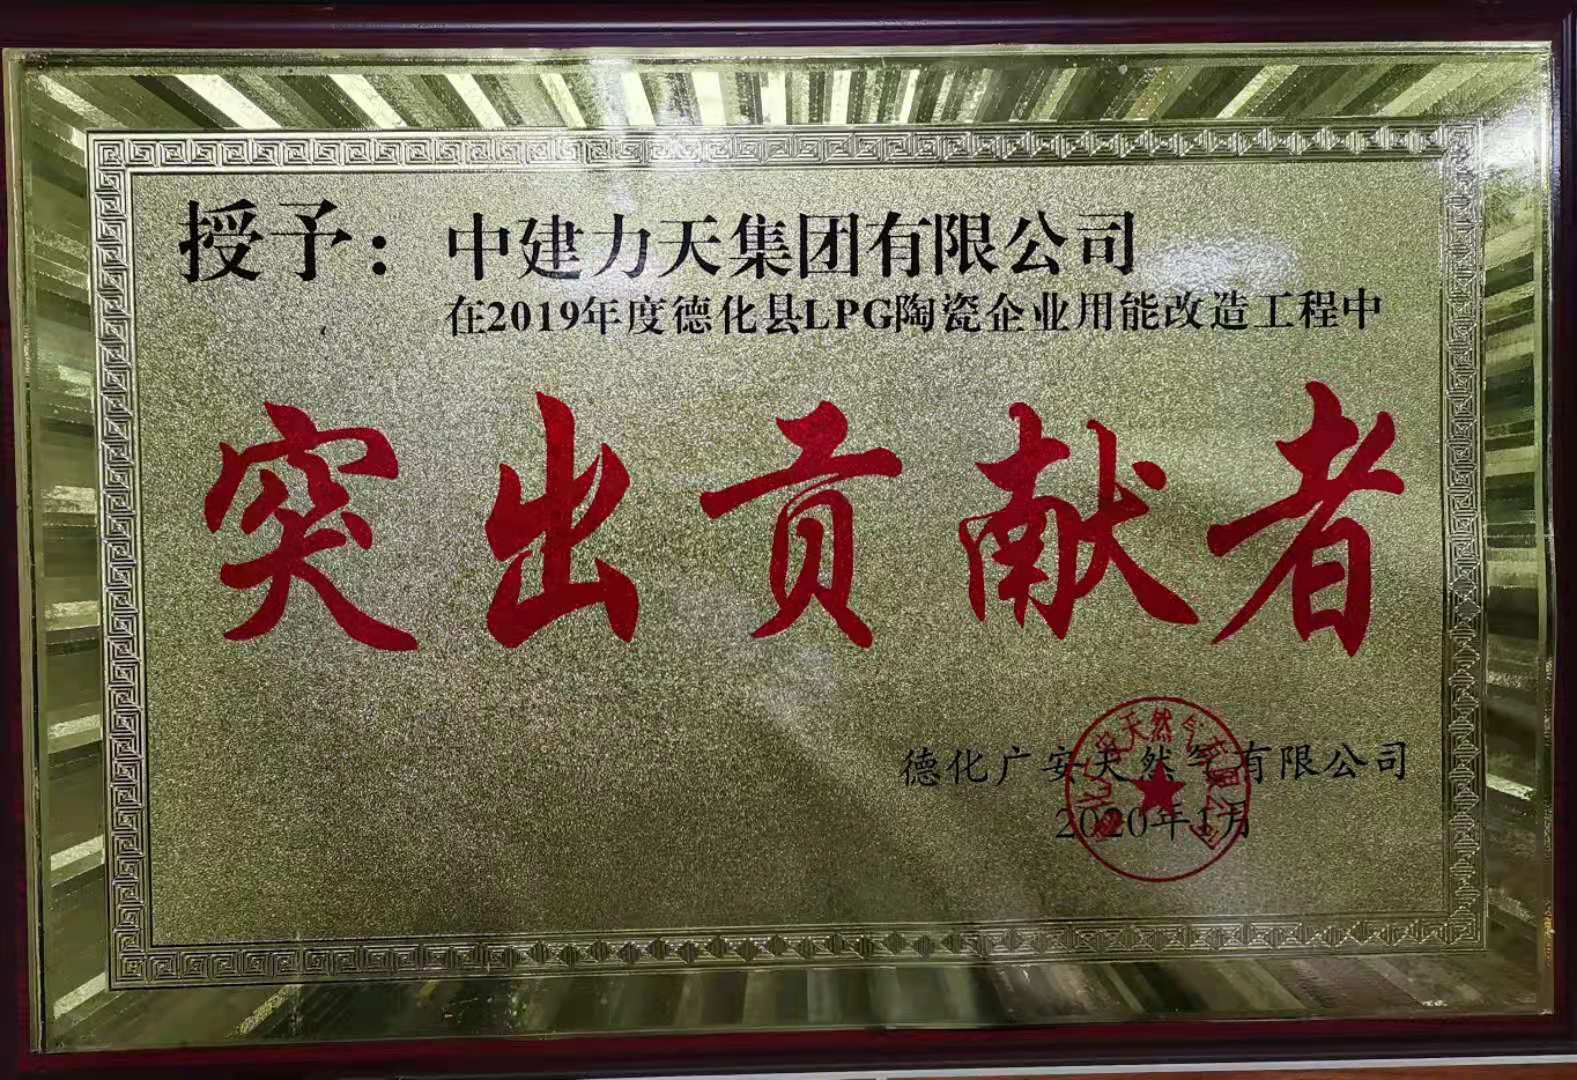 授予：中建力天集团有限公司
在2019年度德化县LPG陶瓷企业用能改造工程中
突出贡献者
德化广安天然气有限公司
2020年1月